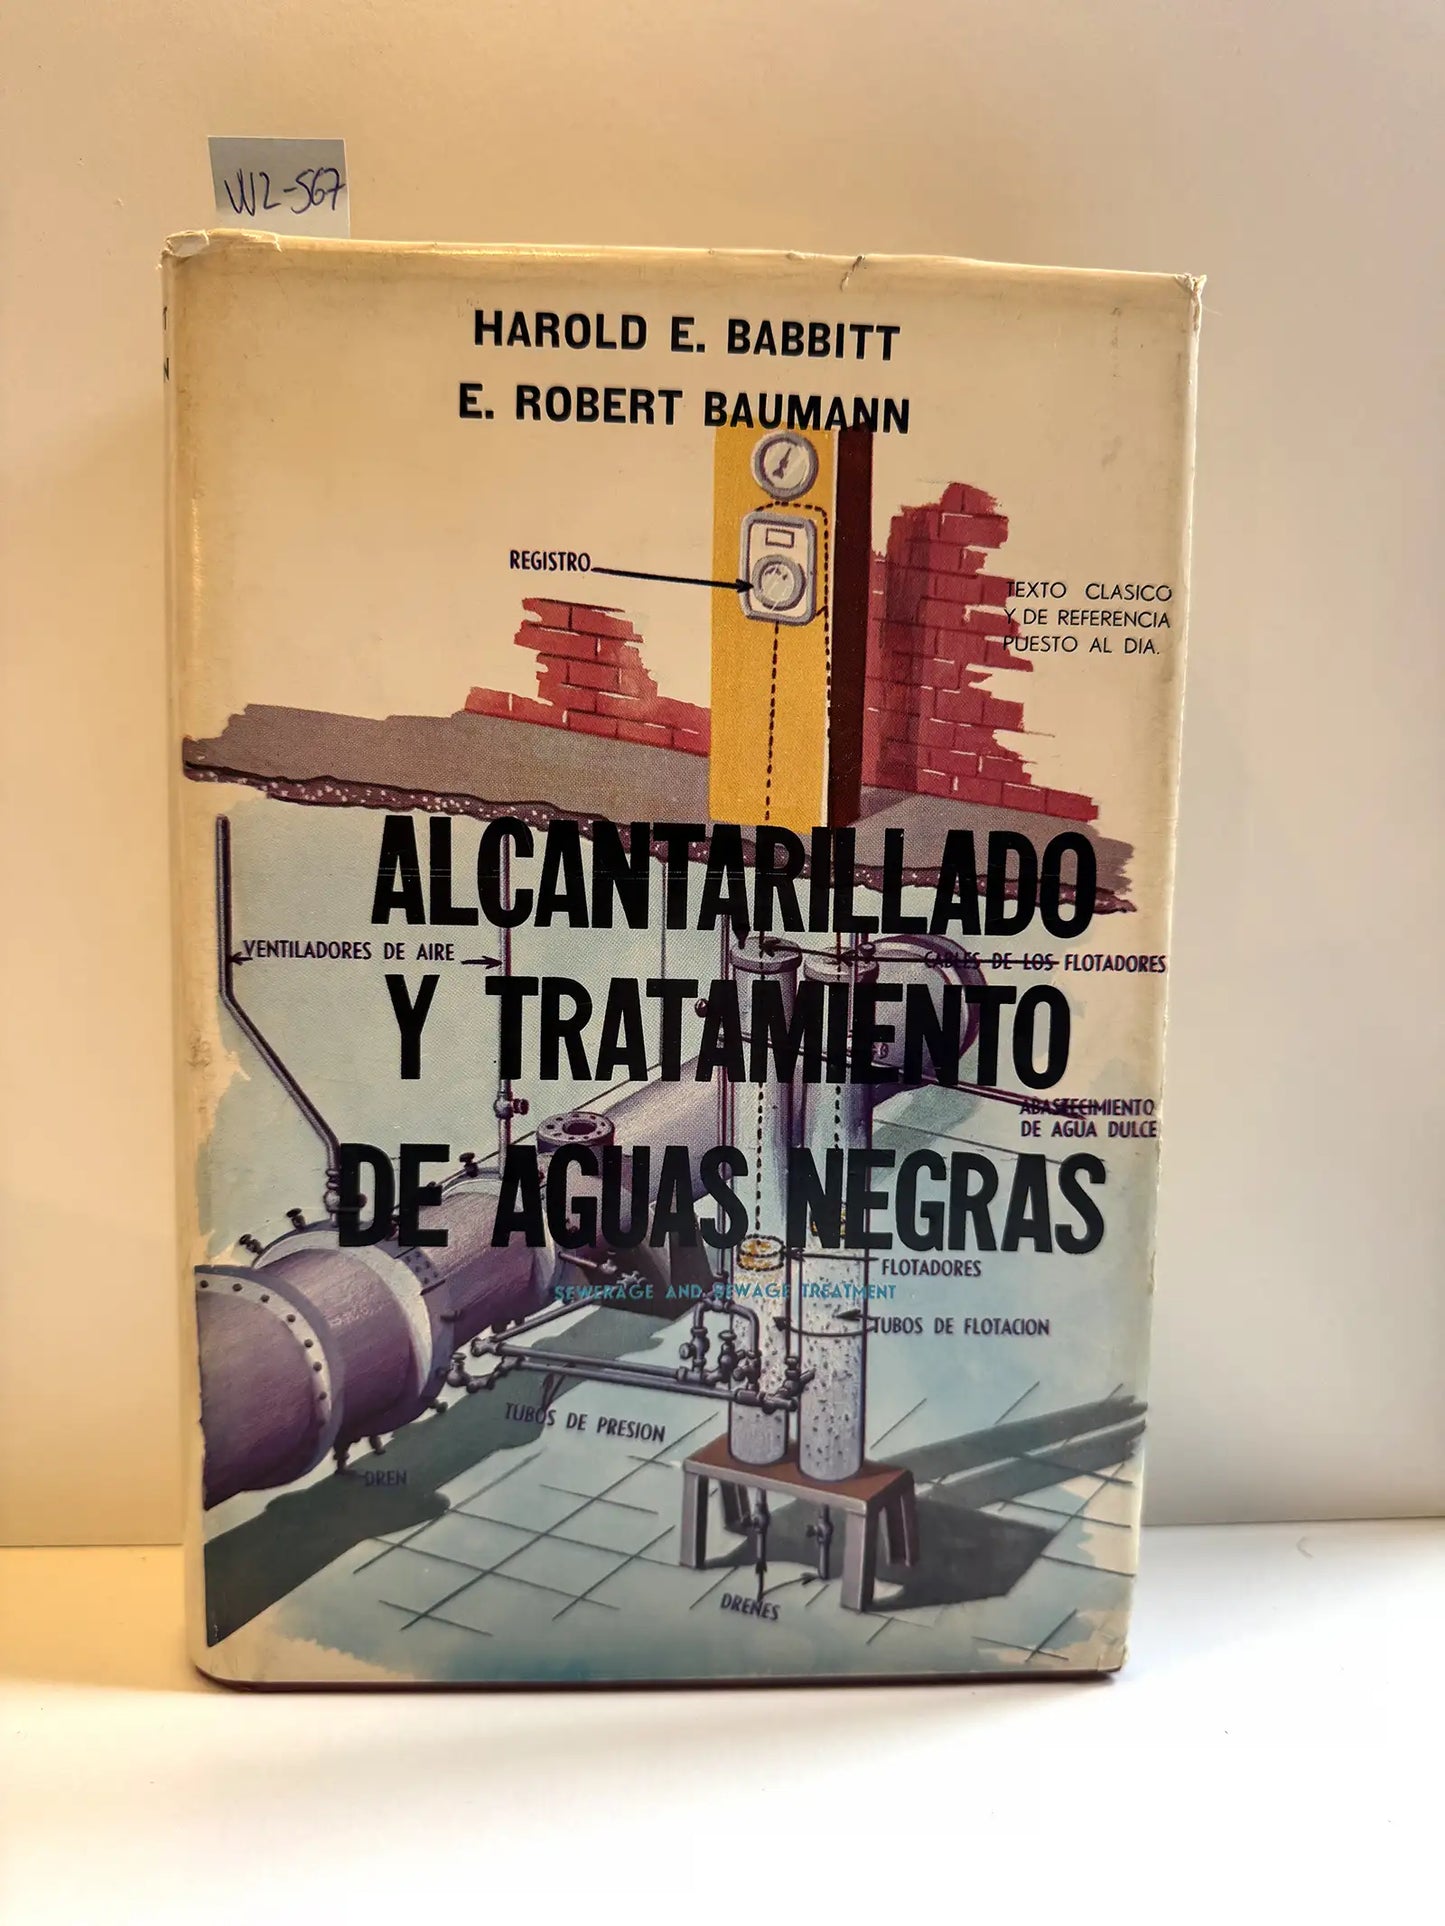 W2-567
HAROLD E. BABBITT
E. ROBERT BAUMANN
REGISTRO
TEXTO CLASICO
Y DE REFERENCIA
PUESTO AL DIA.
ALCANTARILLADO
VENTILADORES DE AIRE
CABLES DE LOS FLOTADORES
Y TRATAMIENTO
ABASTECIMIENTO
DE AGUA DULCE
DE AGUAS NEGRAS
FLOTADORES
SEWERAGE AND SEWAGE TREATMENT
TUBOS DE FLOTACION
TUBOS DE PRESION
DREN
DRENES